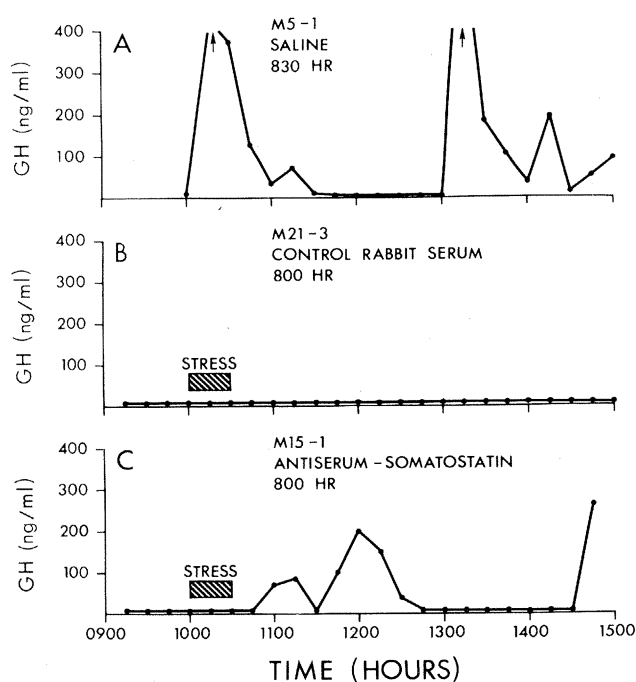 A
M5-1
SALINE
830 HR
GH (ng/ml)
400
300
200
100
B
M21-3
CONTROL RABBIT SERUM
800 HR
GH (ng/ml)
400
300
200
100
STRESS
C
M15-1
ANTISERUM-SOMATOSTATIN
800 HR
GH (ng/ml)
400
300
200
100
STRESS
0900 1000 1100 1200 1300 1400 1500
TIME (HOURS)